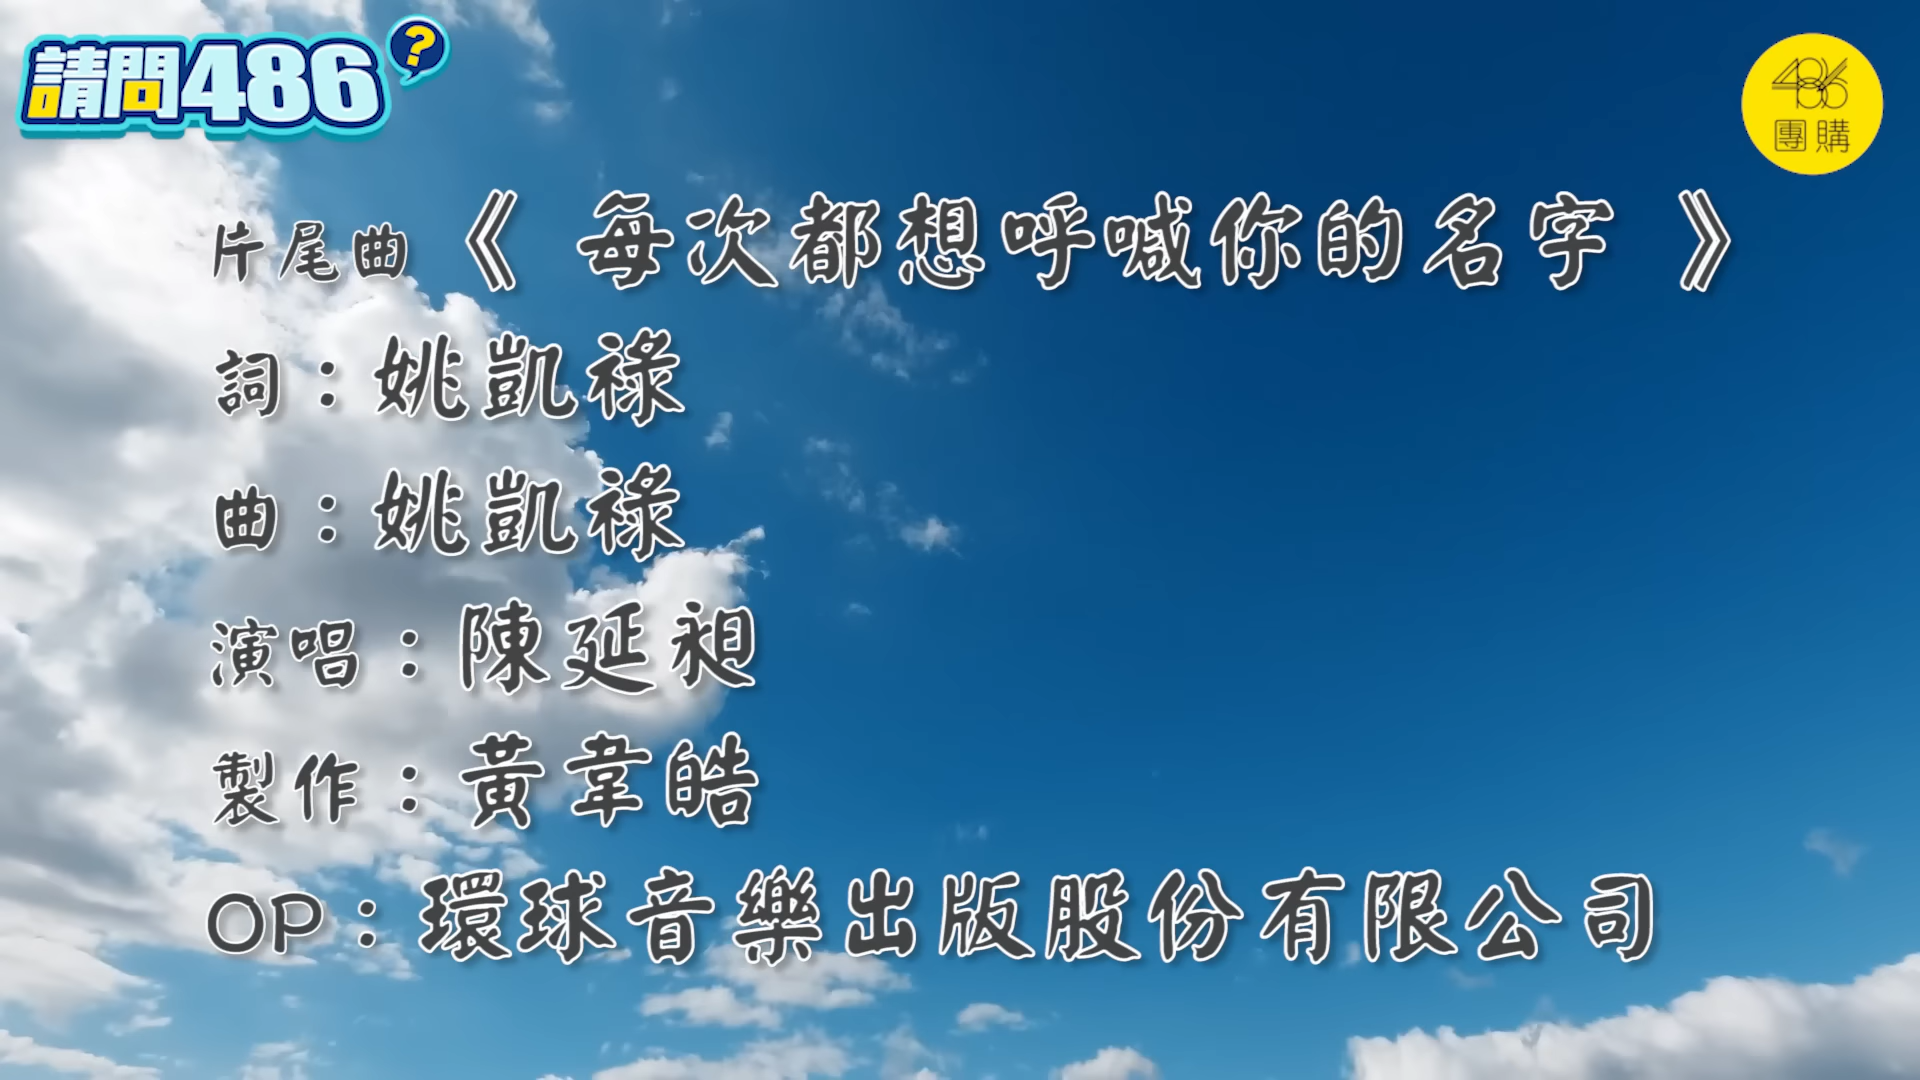 請問486?
486
團購
片尾曲《 每次都想呼喊你的名字 》
詞：姚凱祿
曲：姚凱祿
演唱：陳延昶
製作：黃韋皓
OP：環球音樂出版股份有限公司